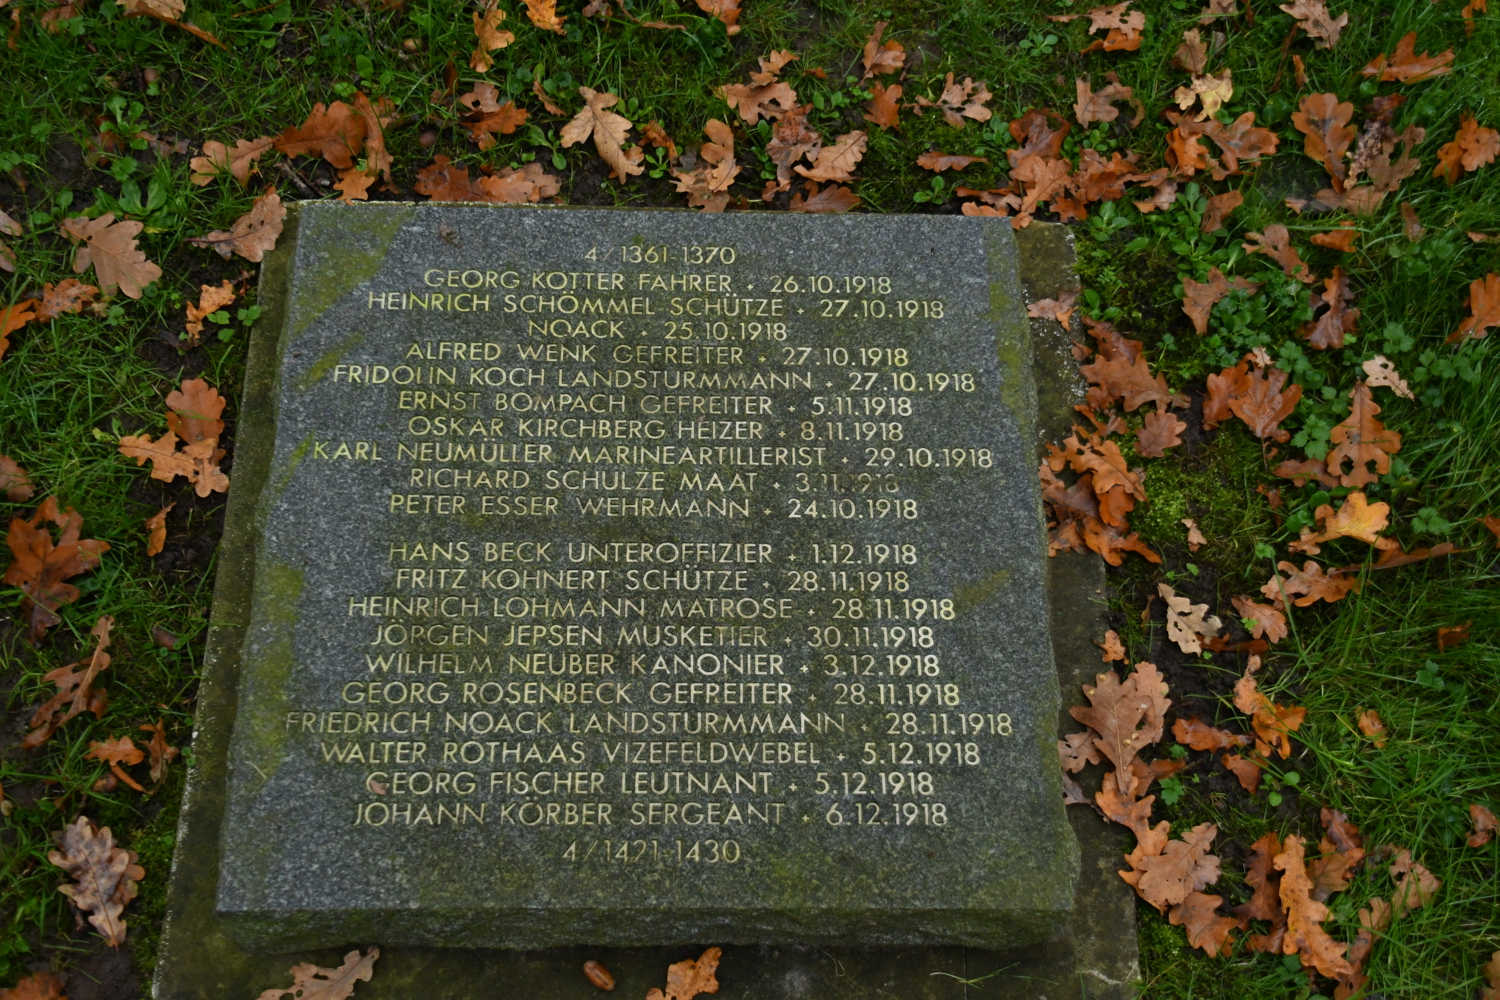 4/1361-1370
GEORG KOTTER FAHRER + 26.10.1918
HEINRICH SCHÖMMEL SCHÜTZE + 27.10.1918
NOACK + 25.10.1918
ALFRED WENK GEFREITER + 27.10.1918
FRIDOLIN KOCH LANDSTURMMANN + 27.10.1918
ERNST BOMPACH GEFREITER + 5.11.1918
OSKAR KIRCHBERG HEIZER + 8.11.1918
KARL NEUMÜLLER MARINEARTILLERIST + 29.10.1918
RICHARD SCHULZE MAAT + 3.11.1918
PETER ESSER WEHRMANN + 24.10.1918
HANS BECK UNTEROFFIZIER + 1.12.1918
FRITZ KOHNERT SCHÜTZE + 28.11.1918
HEINRICH LOHMANN MATROSE + 28.11.1918
JÖRGEN JEPSEN MUSKETIER + 30.11.1918
WILHELM NEUBER KANONIER + 3.12.1918
GEORG ROSENBECK GEFREITER + 28.11.1918
FRIEDRICH NOACK LANDSTURMMANN + 28.11.1918
WALTER ROTHAAS VIZEFELDWEBEL + 5.12.1918
GEORG FISCHER LEUTNANT + 5.12.1918
JOHANN KÖRBER SERGEANT + 6.12.1918
4/1421-1430